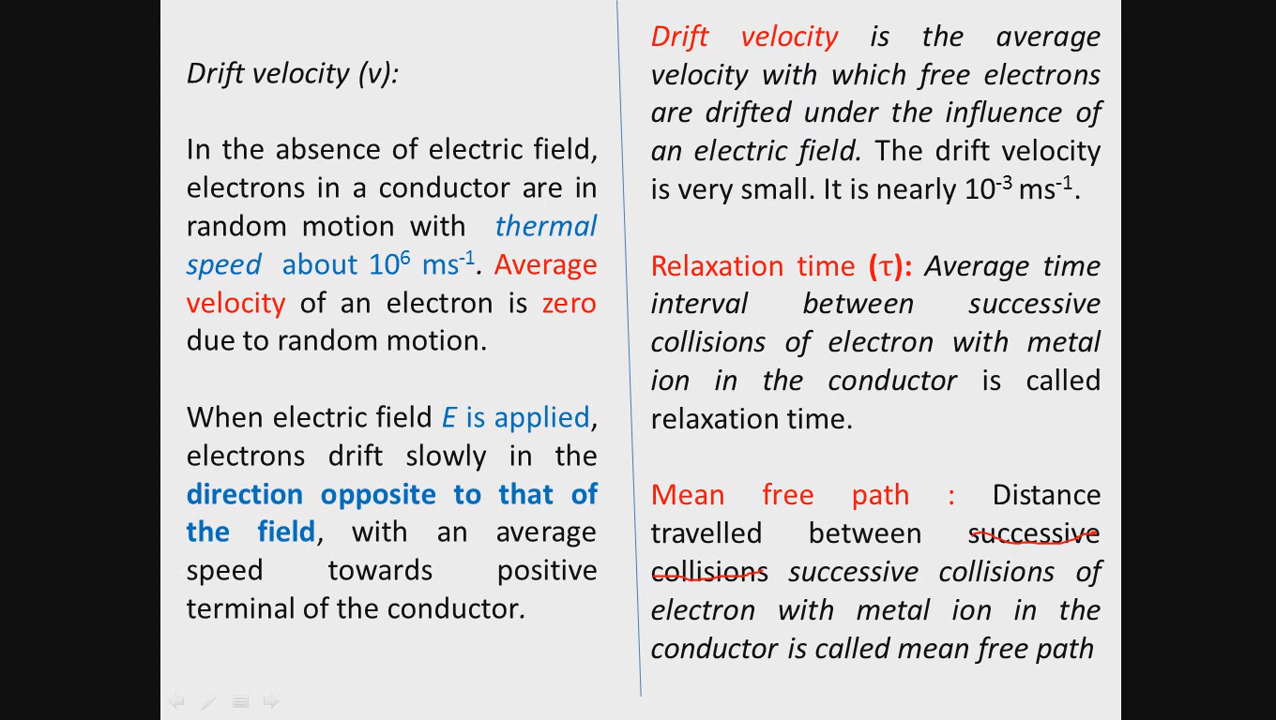 Drift velocity (v):
In the absence of electric field,
electrons in a conductor are in
random motion with thermal
speed about 10⁶ ms⁻¹. Average
velocity of an electron is zero
due to random motion.
When electric field E is applied,
electrons drift slowly in the
direction opposite to that of
the field, with an average
speed towards positive
terminal of the conductor.
Drift velocity is the average
velocity with which free electrons
are drifted under the influence of
an electric field. The drift velocity
is very small. It is nearly 10⁻³ ms⁻¹.
Relaxation time (τ): Average time
interval between successive
collisions of electron with metal
ion in the conductor is called
relaxation time.
Mean free path : Distance
travelled between successive
collisions successive collisions of
electron with metal ion in the
conductor is called mean free path